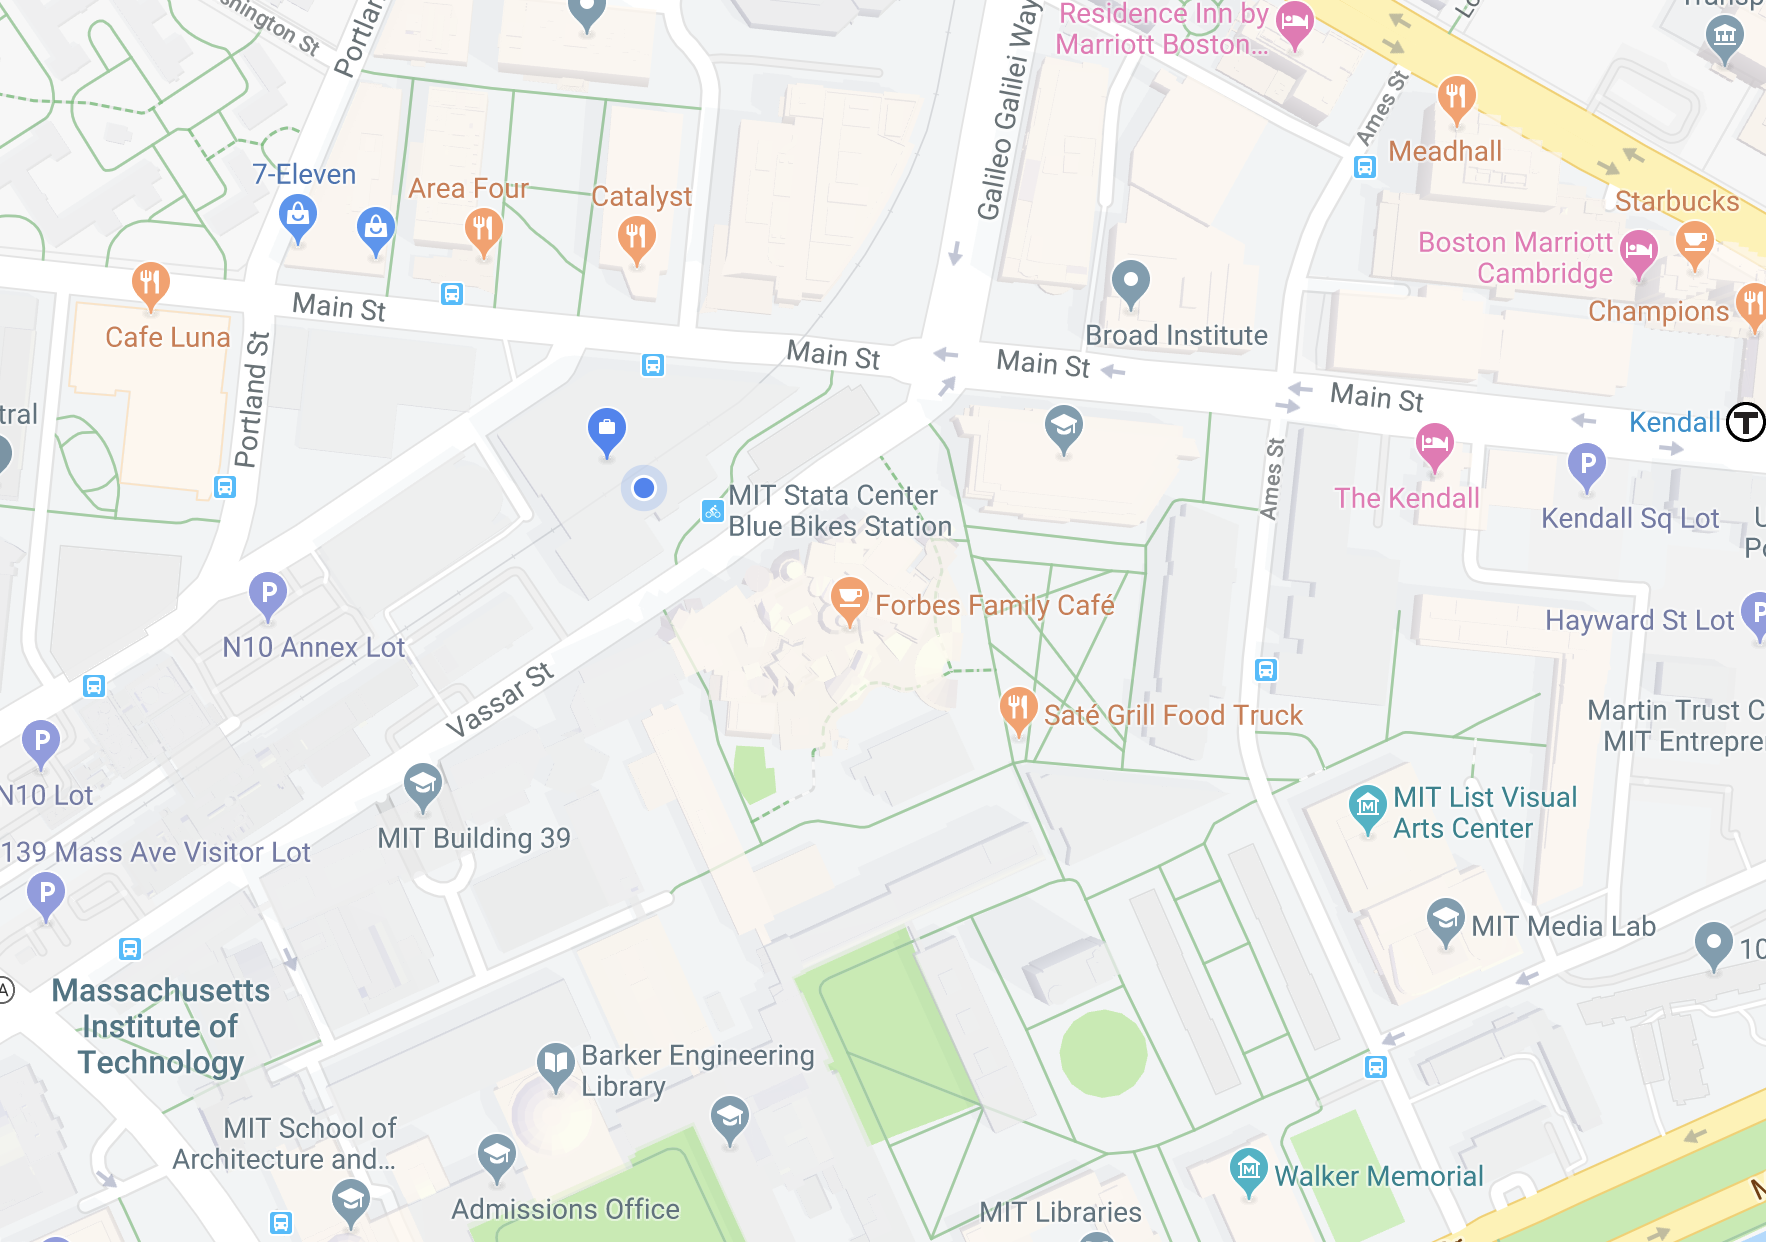 Residence Inn by
Marriott Boston...
Galileo Galilei Way
Ames St
Meadhall
7-Eleven
Area Four
Catalyst
Starbucks
Boston Marriott
Cambridge
Champions
Main St
Cafe Luna
Portland St
Main St
Main St
Broad Institute
Main St
Kendall
T
Ames St
The Kendall
P
Kendall Sq Lot
MIT Stata Center
Blue Bikes Station
Forbes Family Café
P
N10 Annex Lot
Hayward St Lot
P
Vassar St
Saté Grill Food Truck
Martin Trust C
MIT Entrepre
P
N10 Lot
MIT Building 39
MIT List Visual
Arts Center
139 Mass Ave Visitor Lot
P
MIT Media Lab
10
A
Massachusetts
Institute of
Technology
Barker Engineering
Library
MIT School of
Architecture and...
Admissions Office
Walker Memorial
MIT Libraries